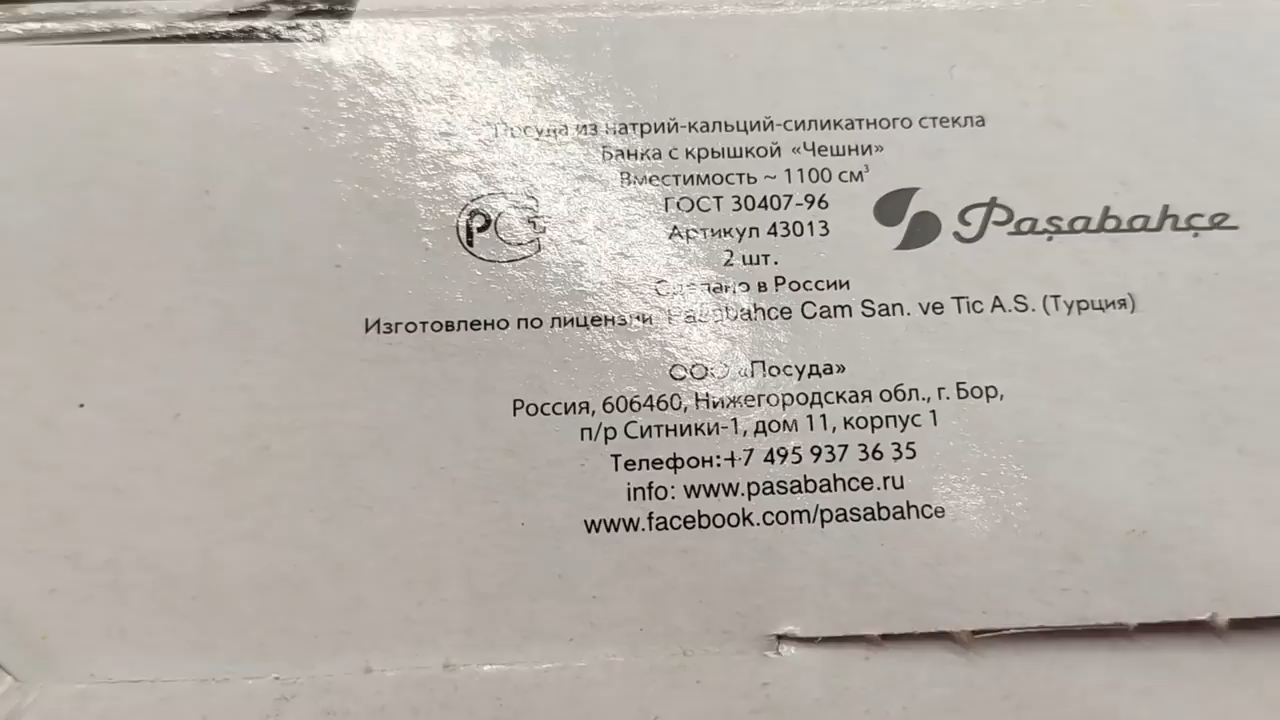 Посуда из натрий-кальций-силикатного стекла
Банка с крышкой «Чешни»
Вместимость ~ 1100 см³
ГОСТ 30407-96
Артикул 43013
2 шт.
Сделано в России
Изготовлено по лицензии Pasabahce Cam San. ve Tic A.S. (Турция)
РСТ
Paşabahçe
ООО «Посуда»
Россия, 606460, Нижегородская обл., г. Бор,
п/р Ситники-1, дом 11, корпус 1
Телефон:+7 495 937 36 35
info: www.pasabahce.ru
www.facebook.com/pasabahce